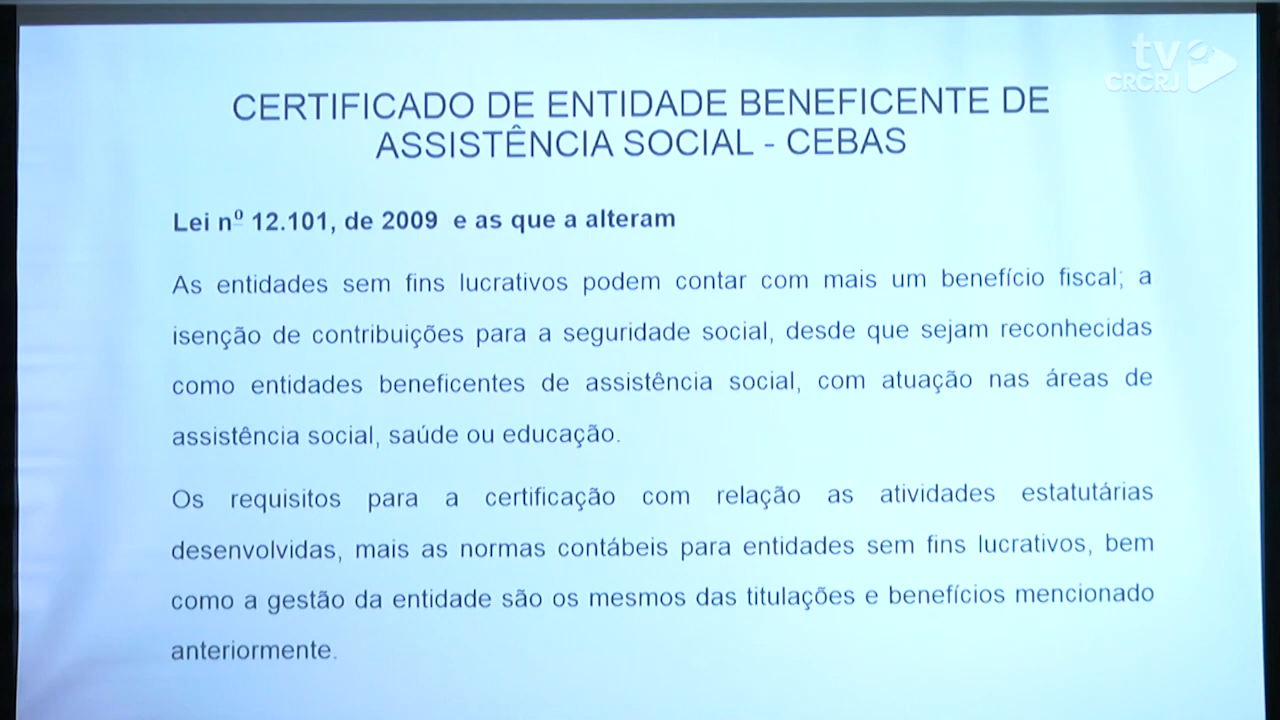 tv
CRCRJ
CERTIFICADO DE ENTIDADE BENEFICENTE DE
ASSISTÊNCIA SOCIAL - CEBAS
Lei nº 12.101, de 2009 e as que a alteram
As entidades sem fins lucrativos podem contar com mais um benefício fiscal; a
isenção de contribuições para a seguridade social, desde que sejam reconhecidas
como entidades beneficentes de assistência social, com atuação nas áreas de
assistência social, saúde ou educação.
Os requisitos para a certificação com relação as atividades estatutárias
desenvolvidas, mais as normas contábeis para entidades sem fins lucrativos, bem
como a gestão da entidade são os mesmos das titulações e benefícios mencionado
anteriormente.